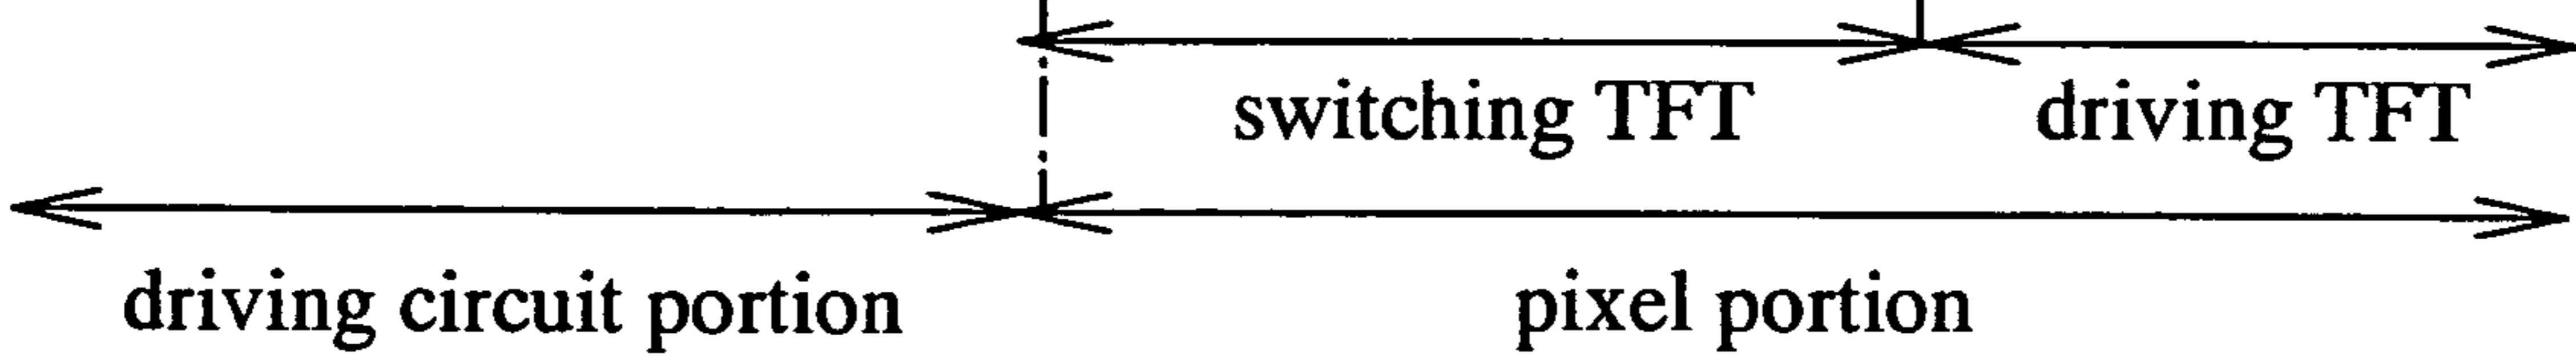 switching TFT driving TFT
driving circuit portion pixel portion